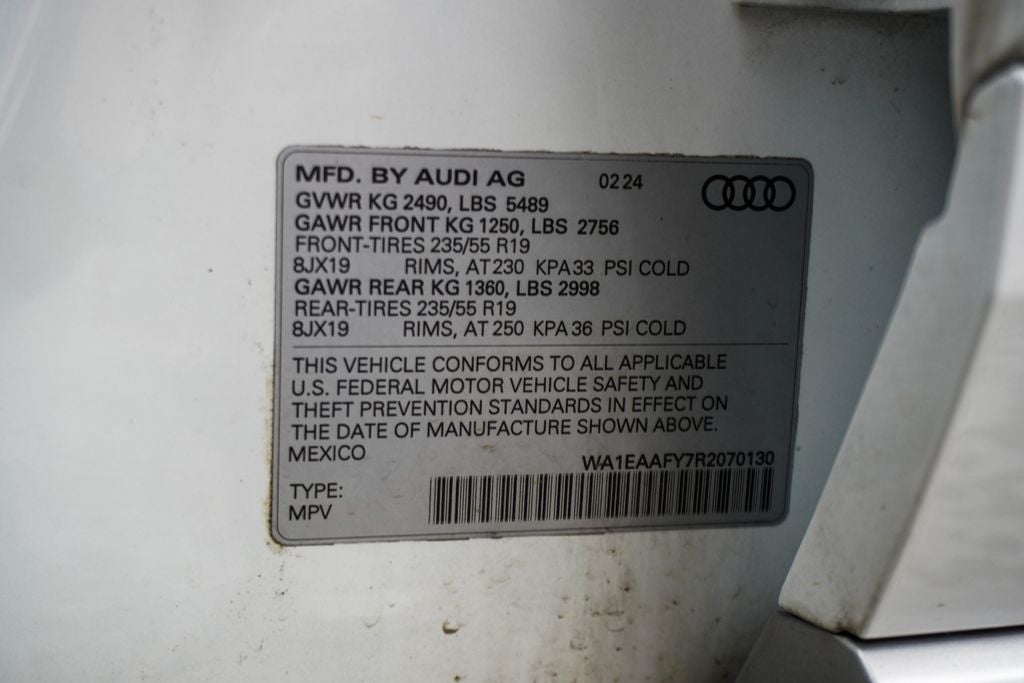 MFD. BY AUDI AG 02 24
GVWR KG 2490, LBS 5489
GAWR FRONT KG 1250, LBS 2756
FRONT-TIRES 235/55 R19
8JX19 RIMS, AT 230 KPA 33 PSI COLD
GAWR REAR KG 1360, LBS 2998
REAR-TIRES 235/55 R19
8JX19 RIMS, AT 250 KPA 36 PSI COLD
THIS VEHICLE CONFORMS TO ALL APPLICABLE
U.S. FEDERAL MOTOR VEHICLE SAFETY AND
THEFT PREVENTION STANDARDS IN EFFECT ON
THE DATE OF MANUFACTURE SHOWN ABOVE.
MEXICO
WA1EAAFY7R2070130
TYPE:
MPV